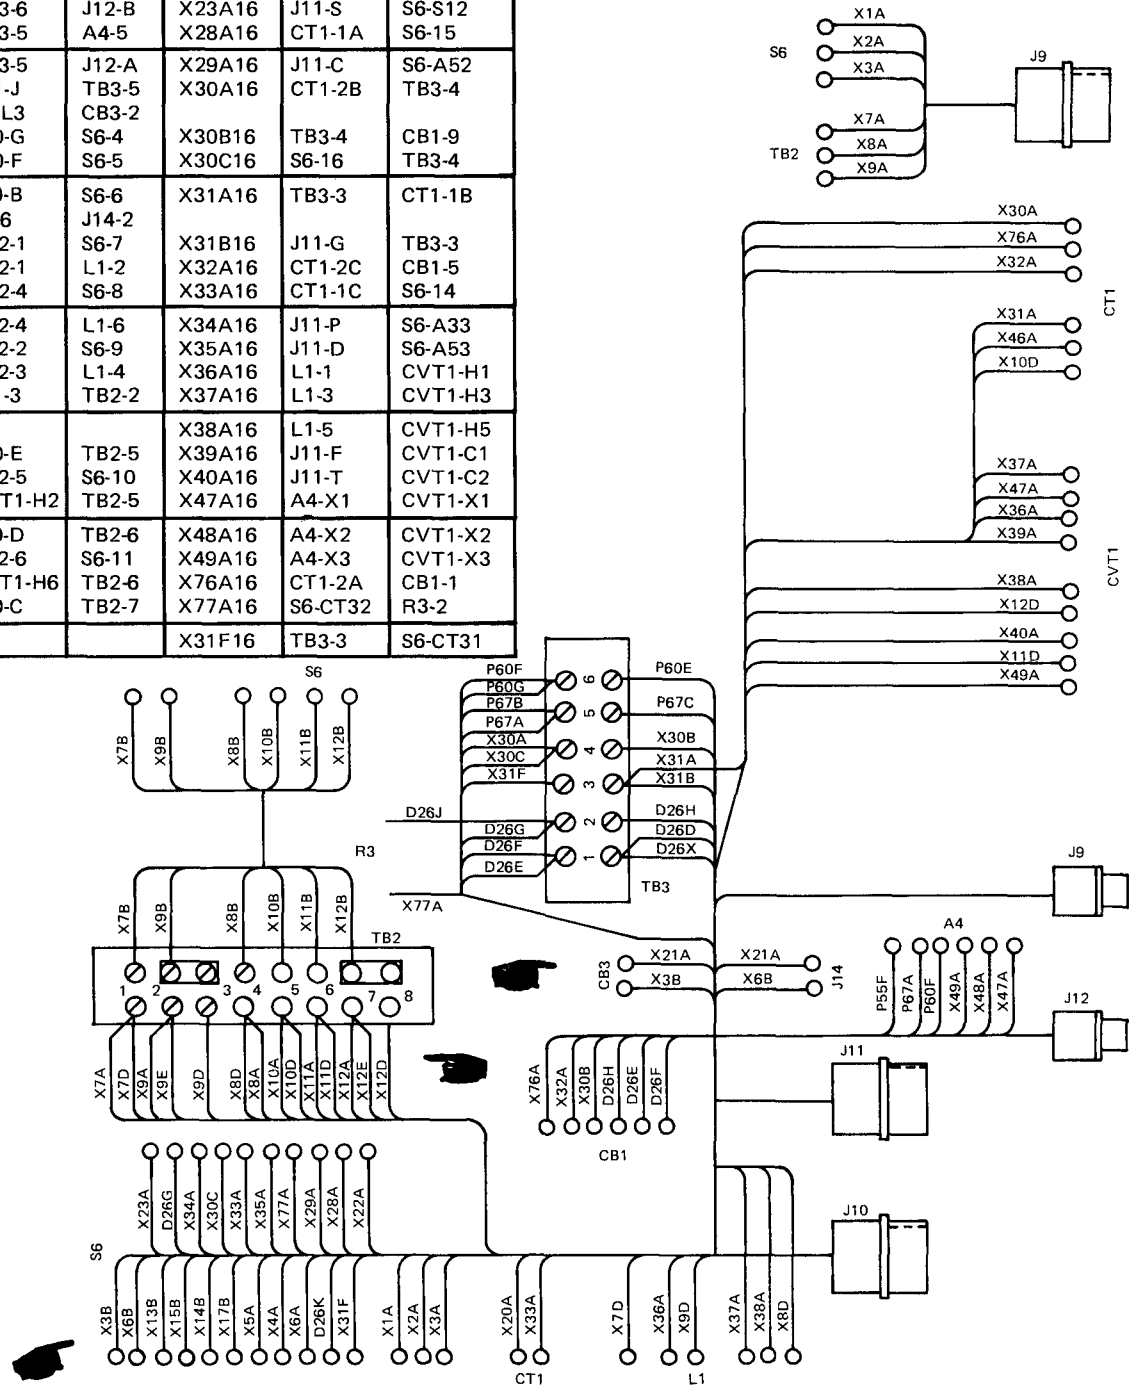 3-6 J12-B X23A16 J11-S S6-S12
3-5 A4-5 X28A16 CT1-1A S6-15
3-5 J12-A X29A16 J11-C S6-A52
-J TB3-5 X30A16 CT1-2B TB3-4
L3 CB3-2
-G S6-4 X30B16 TB3-4 CB1-9
-F S6-5 X30C16 S6-16 TB3-4
-B S6-6 X31A16 TB3-3 CT1-1B
6 J14-2
2-1 S6-7 X31B16 J11-G TB3-3
2-1 L1-2 X32A16 CT1-2C CB1-5
2-4 S6-8 X33A16 CT1-1C S6-14
2-4 L1-6 X34A16 J11-P S6-A33
2-2 S6-9 X35A16 J11-D S6-A53
2-3 L1-4 X36A16 L1-1 CVT1-H1
-3 TB2-2 X37A16 L1-3 CVT1-H3
X38A16 L1-5 CVT1-H5
-E TB2-5 X39A16 J11-F CVT1-C1
2-5 S6-10 X40A16 J11-T CVT1-C2
T1-H2 TB2-5 X47A16 A4-X1 CVT1-X1
-D TB2-6 X48A16 A4-X2 CVT1-X2
2-6 S6-11 X49A16 A4-X3 CVT1-X3
T1-H6 TB2-6 X76A16 CT1-2A CB1-1
-C TB2-7 X77A16 S6-CT32 R3-2
X31F16 TB3-3 S6-CT31
X1A
S6 X2A J9
X3A
X7A
TB2 X8A
X9A
X30A
X76A
X32A
CT1
X31A
X46A
X10D
X37A
X47A
X36A
X39A
CVT1
X38A
X12D
X40A
X11D
X49A
S6
X7B X9B X8B X10B X11B X12B
P60F 6 P60E
P60G
P67B 5 P67C
P67A
X30A 4 X30B
X30C X31A
X31F 3 X31B
D26J 2 D26H
D26G D26D
D26F 1 D26X
D26E
X77A TB3
R3
X7B X9B X8B X10B X11B X12B
TB2
1 2 3 4 5 6 7 8
X7A X7D X9A X9E X9D X8D X8A X10A X10D X11A X11D X12A X12E X12D
J9
A4
P55F P67A P60F X49A X48A X47A
CB3 X21A X21A J14
X3B X6B
J12
X76A X32A X30B D26H D26E D26F
CB1
J11
J10
S6
X23A D26G X34A X30C X33A X35A X77A X29A X28A X22A
X3B X6B X13B X15B X14B X17B X5A X4A X6A D26K X31F X1A X2A X3A X20A X33A X7D X36A X9D X37A X38A X8D
CT1 L1